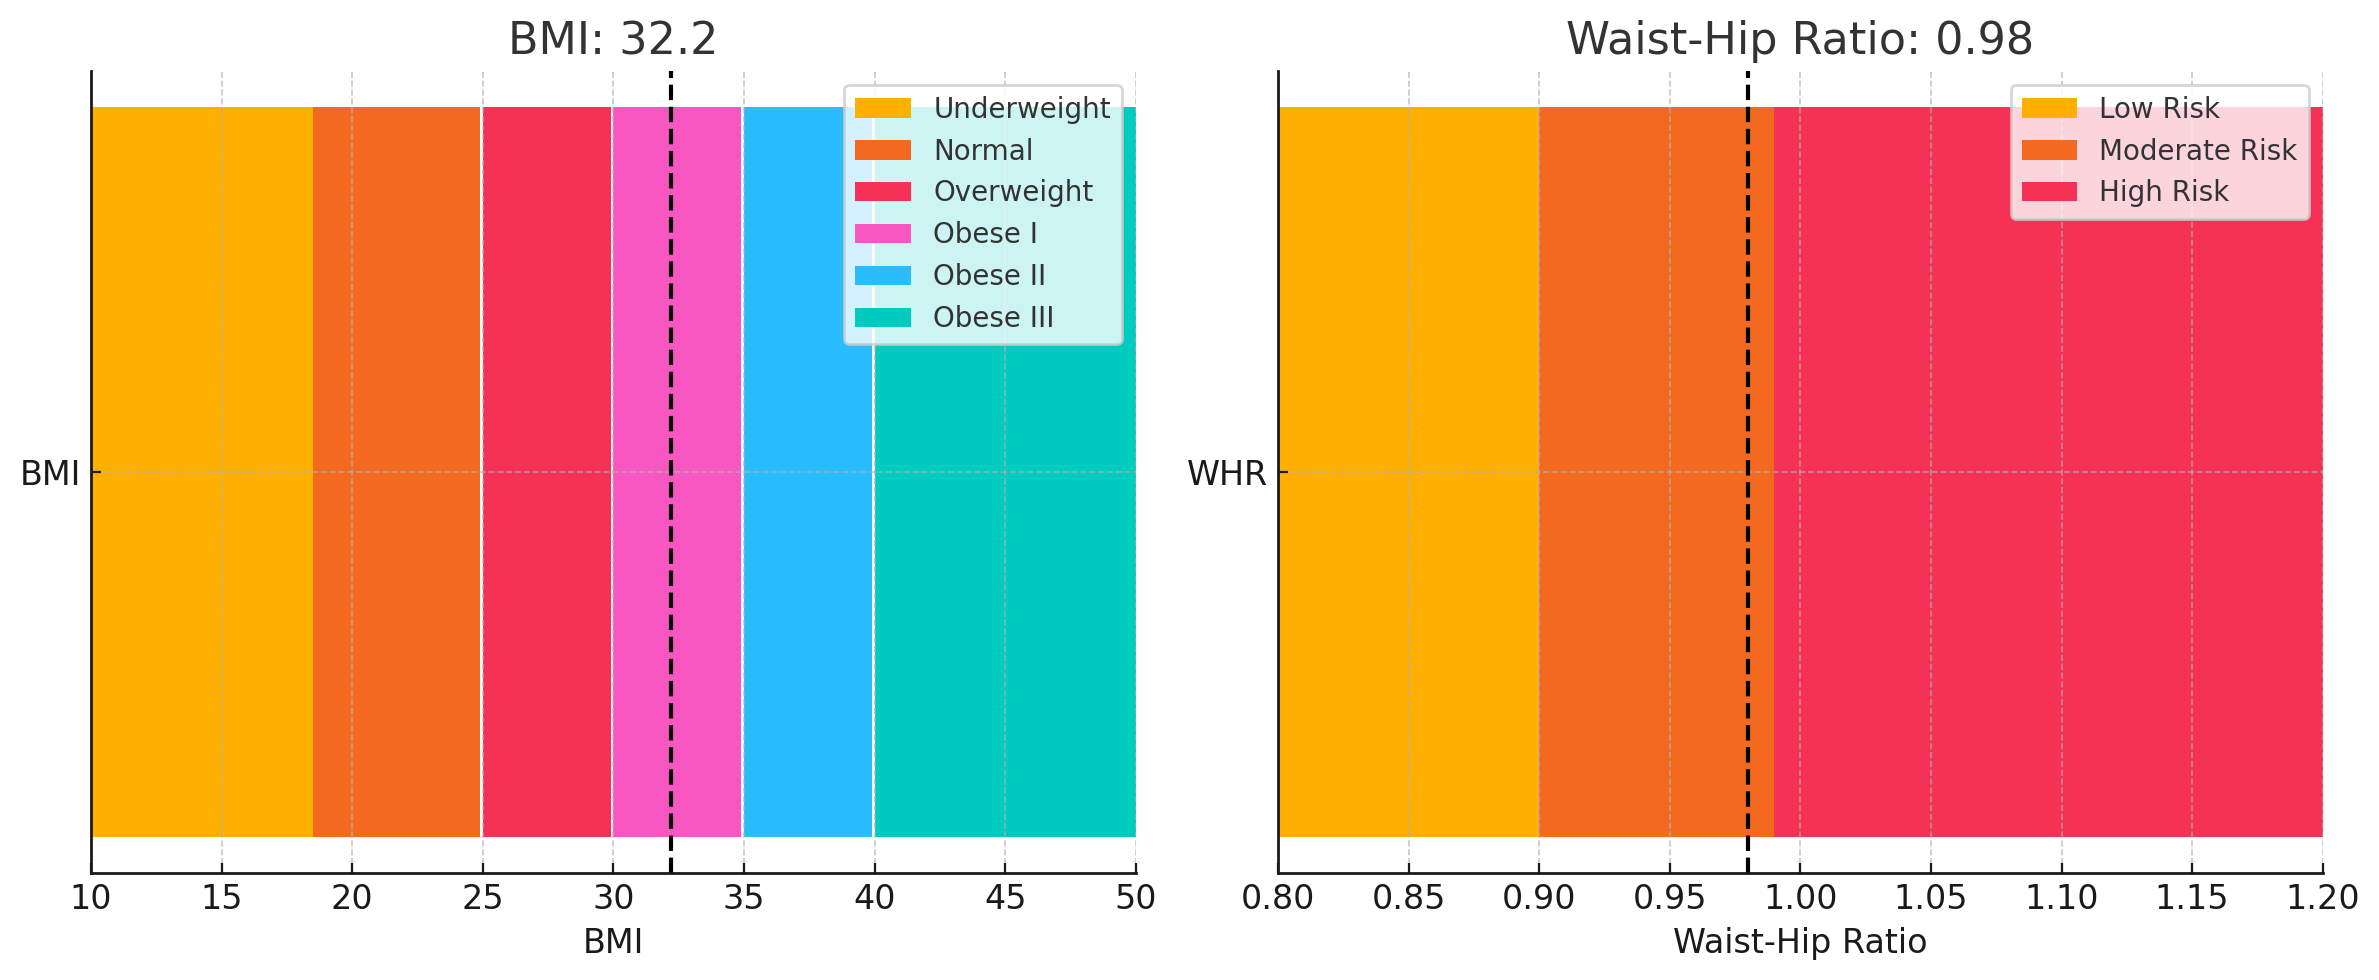 BMI: 32.2
Underweight
Normal
Overweight
Obese I
Obese II
Obese III
BMI
10 15 20 25 30 35 40 45 50
BMI
Waist-Hip Ratio: 0.98
Low Risk
Moderate Risk
High Risk
WHR
0.80 0.85 0.90 0.95 1.00 1.05 1.10 1.15 1.20
Waist-Hip Ratio